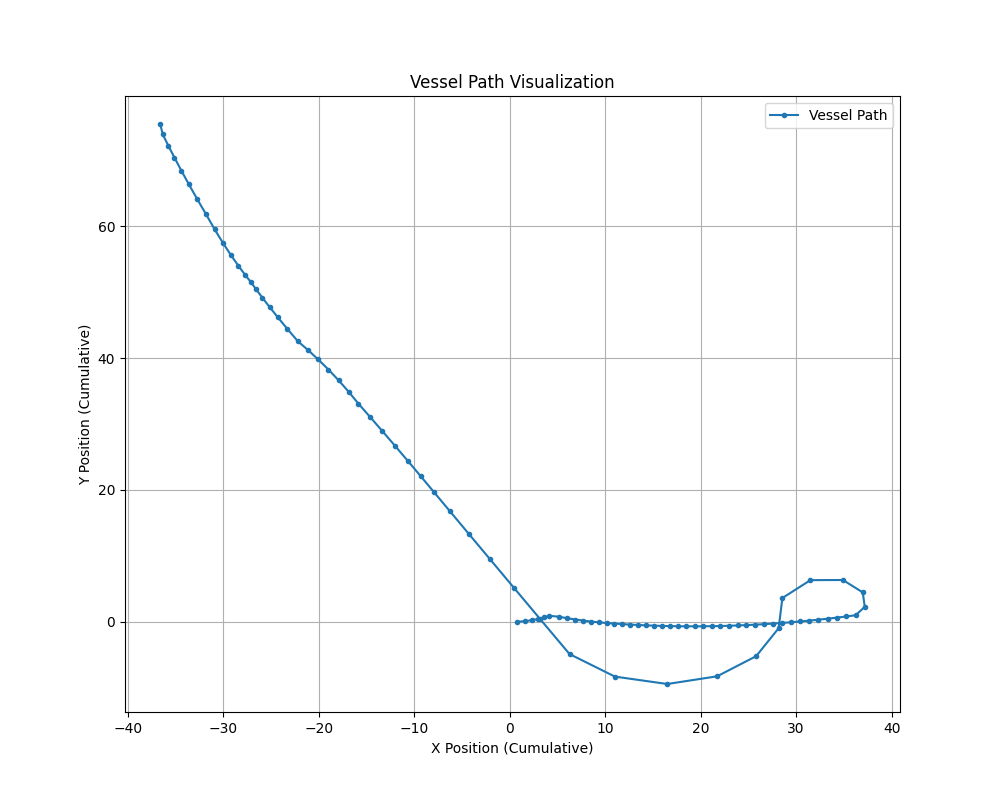 Vessel Path Visualization
Vessel Path
Y Position (Cumulative)
60
40
20
0
−40 −30 −20 −10 0 10 20 30 40
X Position (Cumulative)